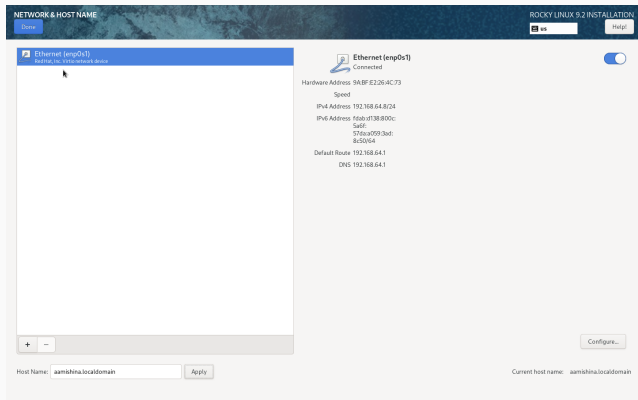 NETWORK & HOST NAME
Done
ROCKY LINUX 9.2 INSTALLATION
us
Help!
Ethernet (enp0s1)
Red Hat, Inc. Virtio network device
Ethernet (enp0s1)
Connected
Hardware Address 9A:BF:E2:26:4C:73
Speed
IPv4 Address 192.168.64.8/24
IPv6 Address fdab:d138:800c:
5a6f:
57da:a059:3ad:
8c50/64
Default Route 192.168.64.1
DNS 192.168.64.1
+ −
Configure...
Host Name: aamishina.localdomain Apply
Current host name: aamishina.localdomain